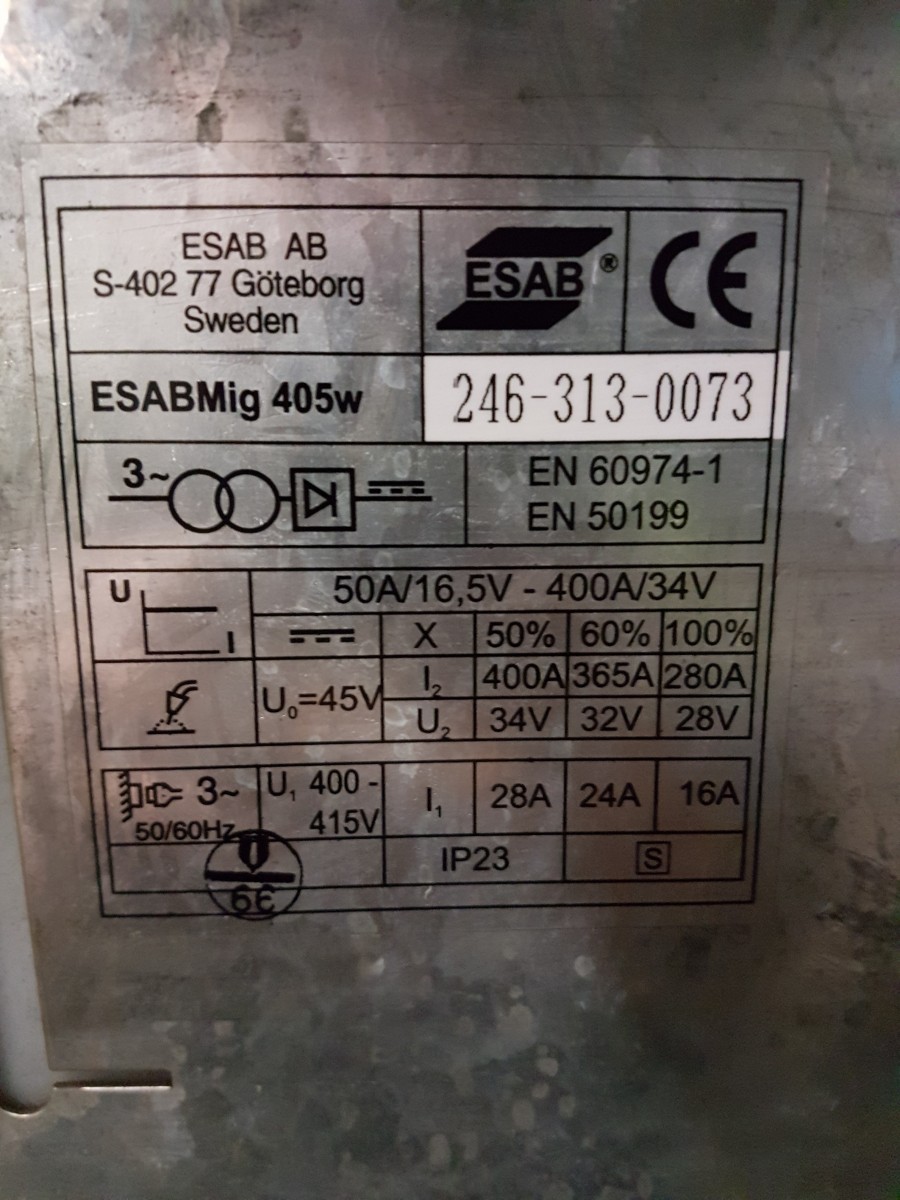 ESAB AB
S-402 77 Göteborg
Sweden
ESAB®
CE
ESABMig 405w
246-313-0073
3~
EN 60974-1
EN 50199
U
I
50A/16,5V - 400A/34V
X 50% 60% 100%
U₀=45V
I₂ 400A 365A 280A
U₂ 34V 32V 28V
3~
50/60Hz
U₁ 400 -
415V
I₁ 28A 24A 16A
IP23
S